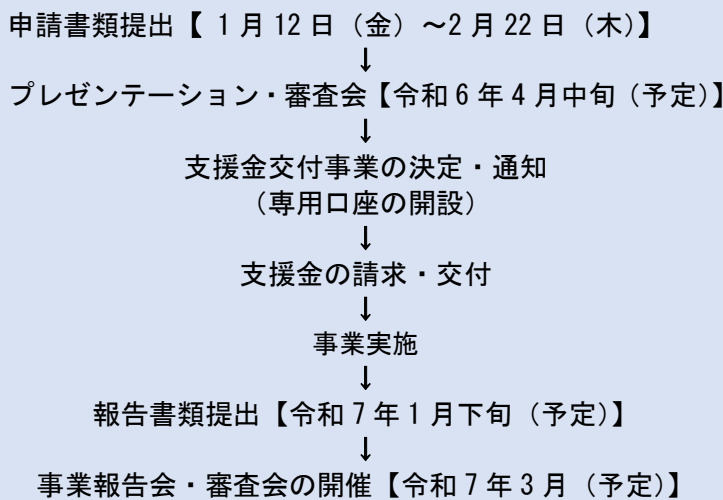 申請書類提出【 1月12日（金）～2月22日（木）】
↓
プレゼンテーション・審査会【令和6年4月中旬（予定）】
↓
支援金交付事業の決定・通知
（専用口座の開設）
↓
支援金の請求・交付
↓
事業実施
↓
報告書類提出【令和7年1月下旬（予定）】
↓
事業報告会・審査会の開催【令和7年3月（予定）】